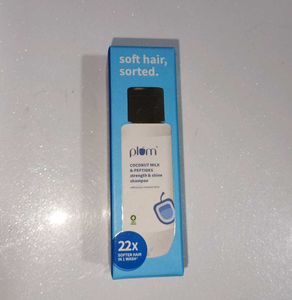 soft hair,
sorted.
plum
COCONUT MILK
& PEPTIDES
strength & shine
shampoo
22x
SOFTER HAIR
IN 1 WASH*